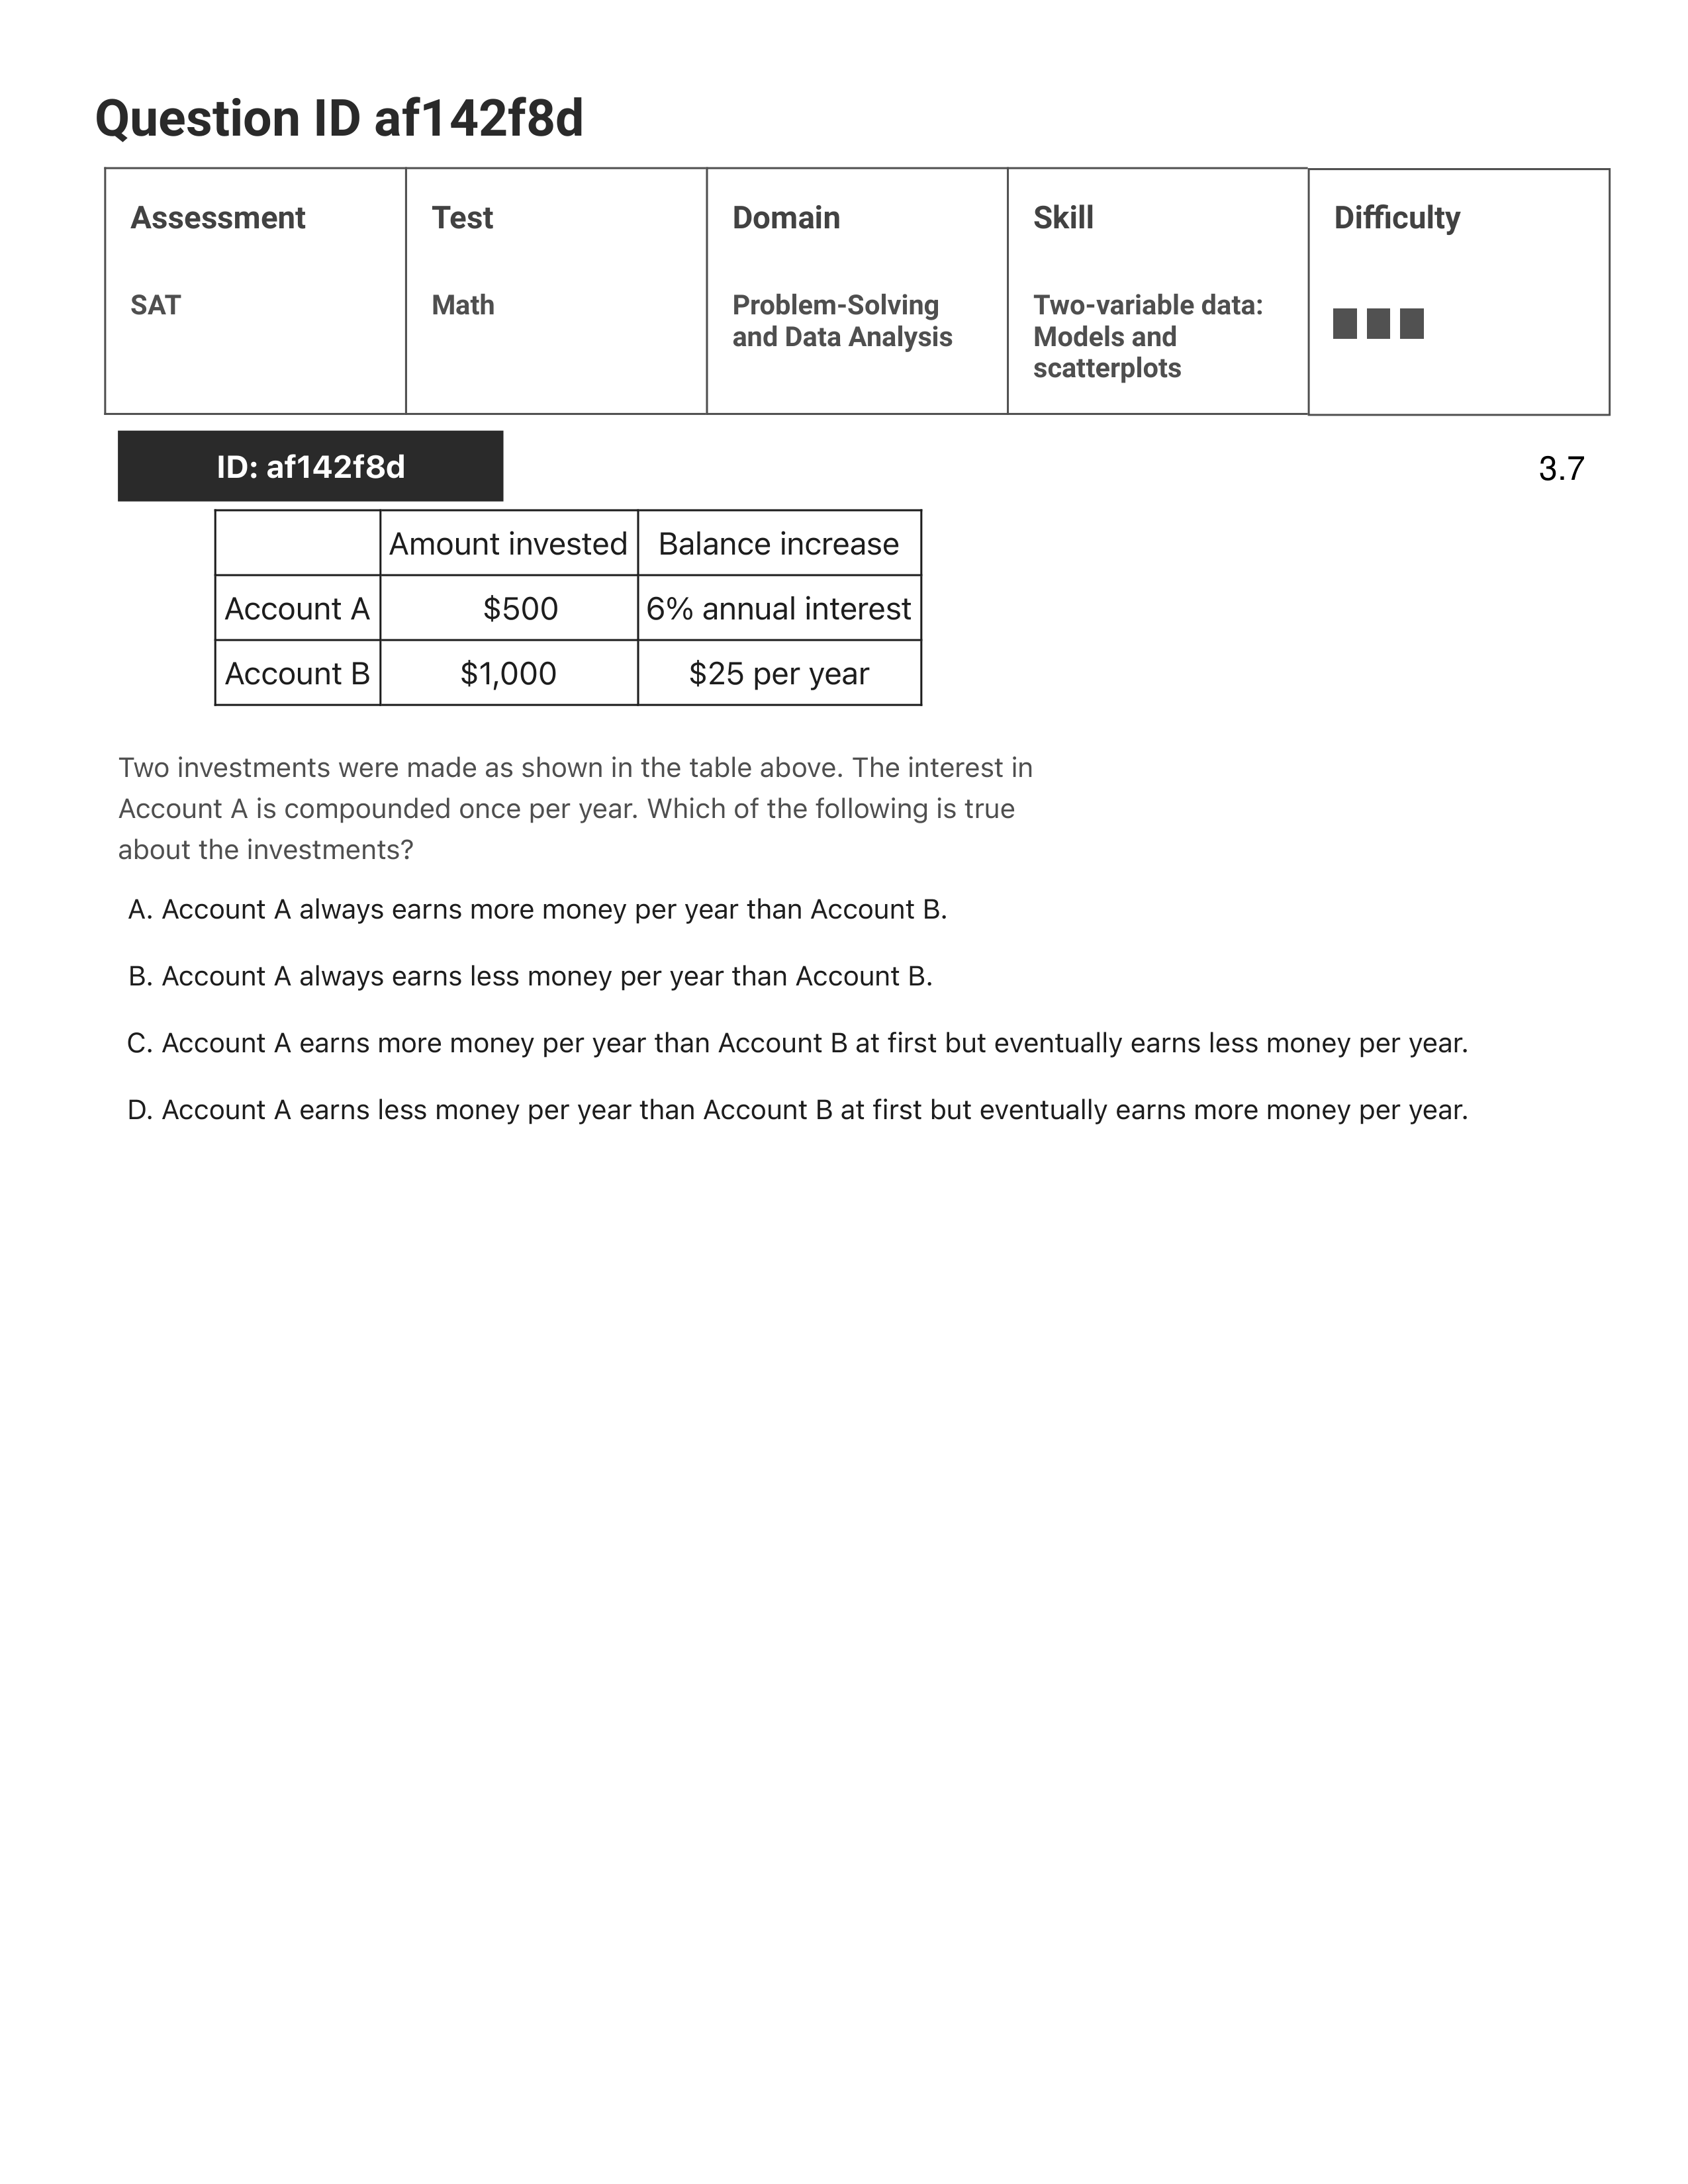 Question ID af142f8d
Assessment Test Domain Skill Difficulty
SAT Math Problem-Solving and Data Analysis Two-variable data: Models and scatterplots
ID: af142f8d 3.7
Amount invested Balance increase
Account A $500 6% annual interest
Account B $1,000 $25 per year
Two investments were made as shown in the table above. The interest in
Account A is compounded once per year. Which of the following is true
about the investments?
A. Account A always earns more money per year than Account B.
B. Account A always earns less money per year than Account B.
C. Account A earns more money per year than Account B at first but eventually earns less money per year.
D. Account A earns less money per year than Account B at first but eventually earns more money per year.